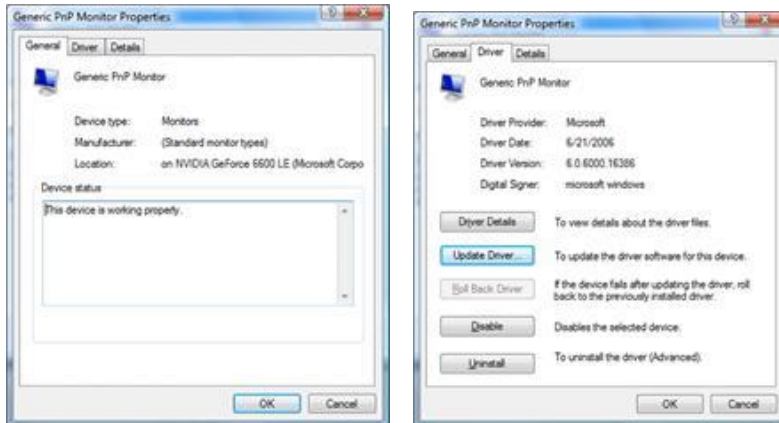 Generic PnP Monitor Properties
General Driver Details
Generic PnP Monitor
Device type: Monitors
Manufacturer: (Standard monitor types)
Location: on NVIDIA GeForce 6600 LE (Microsoft Corpo
Device status
This device is working properly.
OK Cancel
Generic PnP Monitor Properties
General Driver Details
Generic PnP Monitor
Driver Provider: Microsoft
Driver Date: 6/21/2006
Driver Version: 6.0.6000.16386
Digital Signer: microsoft windows
Driver Details To view details about the driver files.
Update Driver... To update the driver software for this device.
Roll Back Driver If the device fails after updating the driver, roll
back to the previously installed driver.
Disable Disables the selected device.
Uninstall To uninstall the driver (Advanced).
OK Cancel